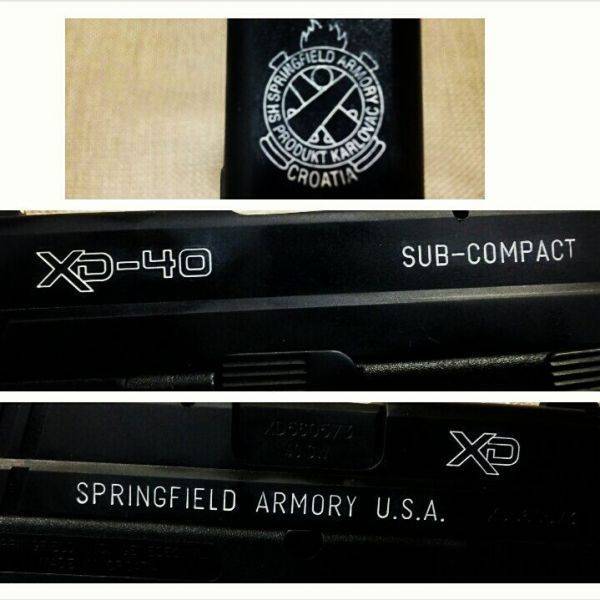 SPRINGFIELD ARMORY
HS PRODUKT KARLOVAC
CROATIA
XD-40
SUB-COMPACT
XD
SPRINGFIELD ARMORY U.S.A.